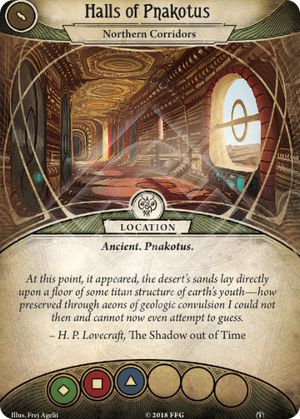 Halls of Pnakotus
Northern Corridors
LOCATION
Ancient. Pnakotus.
At this point, it appeared, the desert's sands lay directly
upon a floor of some titan structure of earth's youth—how
preserved through aeons of geologic convulsion I could not
then and cannot now even attempt to guess.
– H. P. Lovecraft, The Shadow out of Time
Illus. Frej Agelii
© 2018 FFG